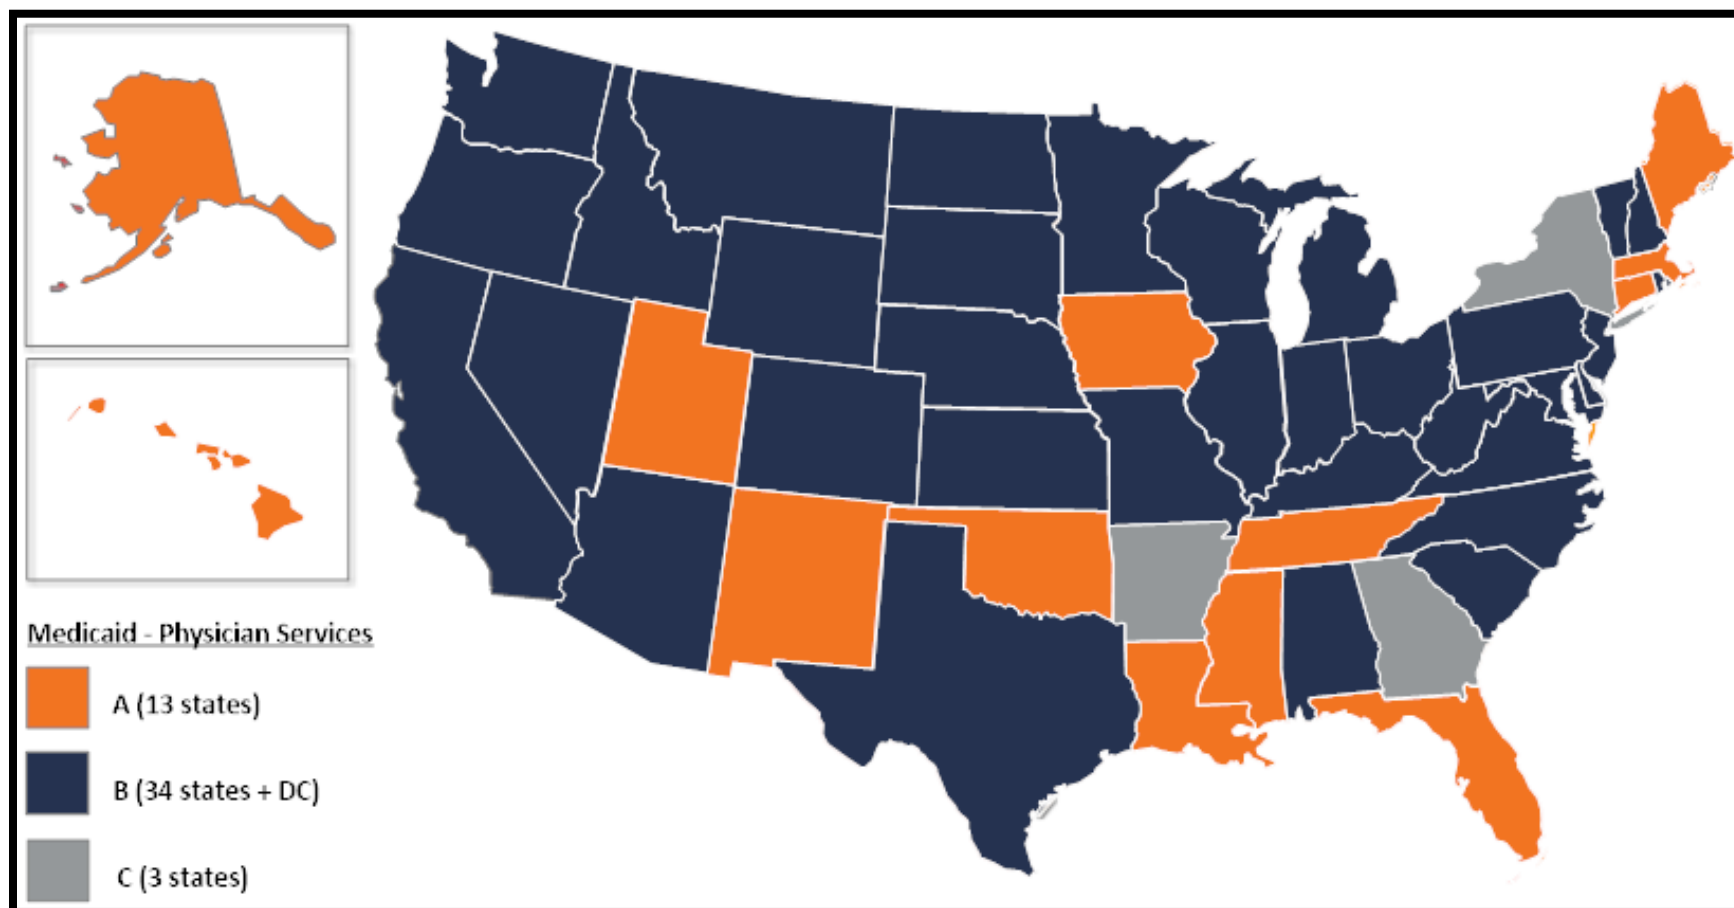 Medicaid - Physician Services
A (13 states)
B (34 states + DC)
C (3 states)